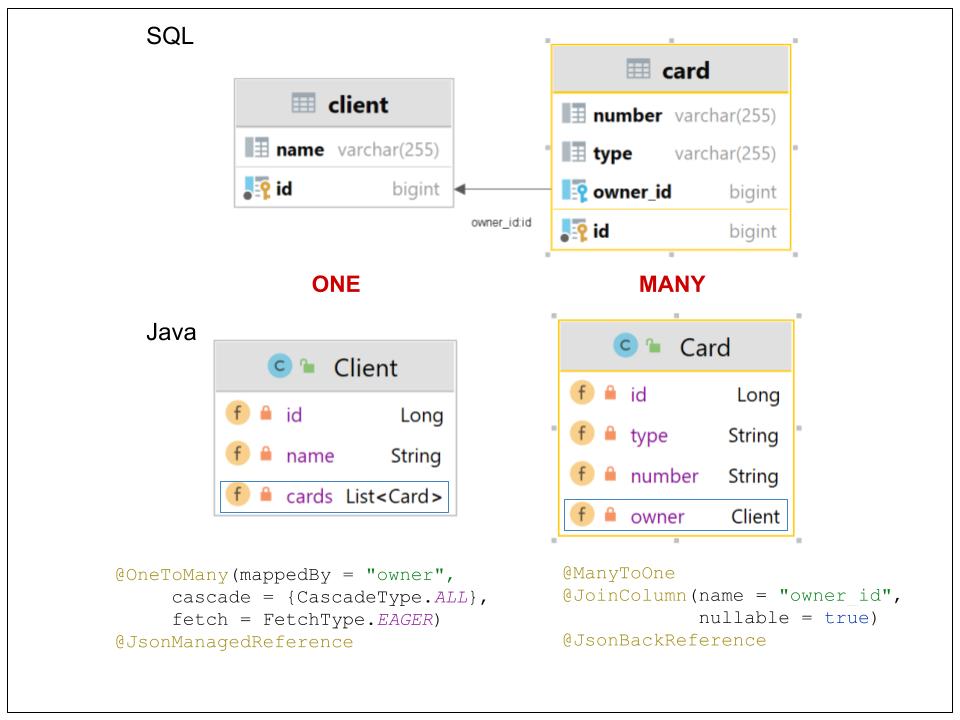 SQL
client
name varchar(255)
id bigint
owner_id:id
card
number varchar(255)
type varchar(255)
owner_id bigint
id bigint
ONE
MANY
Java
C Client
f id Long
f name String
f cards List<Card>
C Card
f id Long
f type String
f number String
f owner Client
@OneToMany(mappedBy = "owner",
cascade = {CascadeType.ALL},
fetch = FetchType.EAGER)
@JsonManagedReference
@ManyToOne
@JoinColumn(name = "owner_id",
nullable = true)
@JsonBackReference